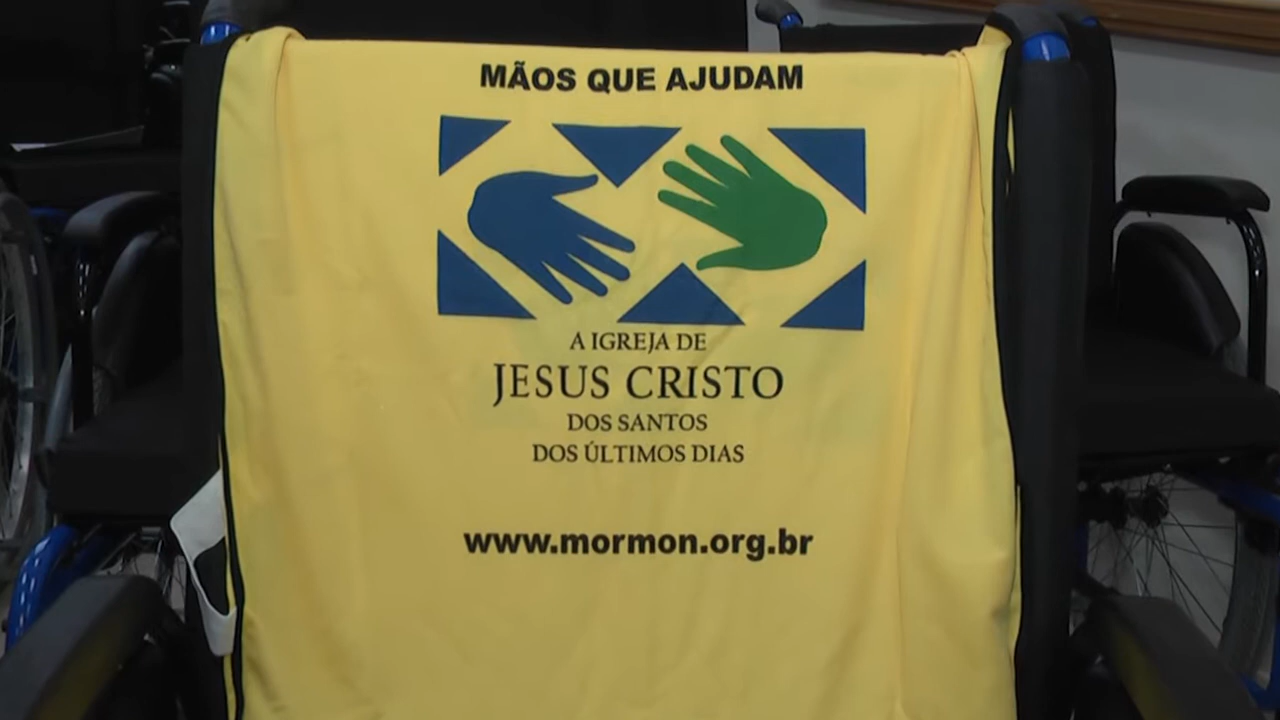 MÃOS QUE AJUDAM
A IGREJA DE
JESUS CRISTO
DOS SANTOS
DOS ÚLTIMOS DIAS
www.mormon.org.br